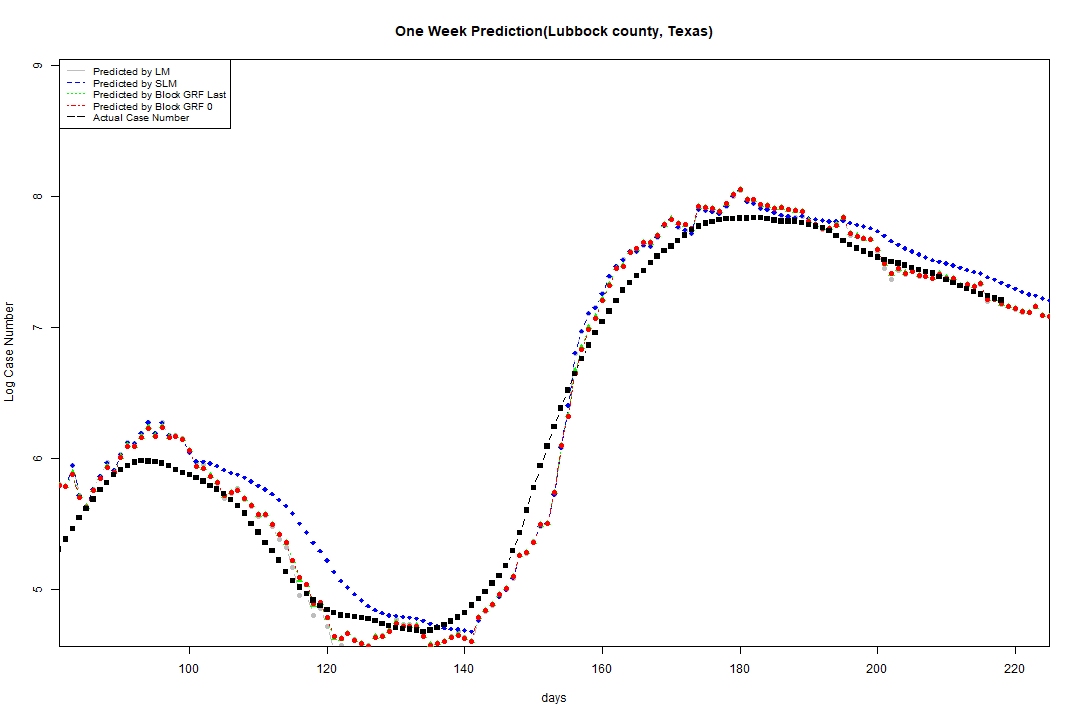 One Week Prediction(Lubbock county, Texas)
Predicted by LM
Predicted by SLM
Predicted by Block GRF Last
Predicted by Block GRF 0
Actual Case Number
Log Case Number
9
8
7
6
5
100 120 140 160 180 200 220
days